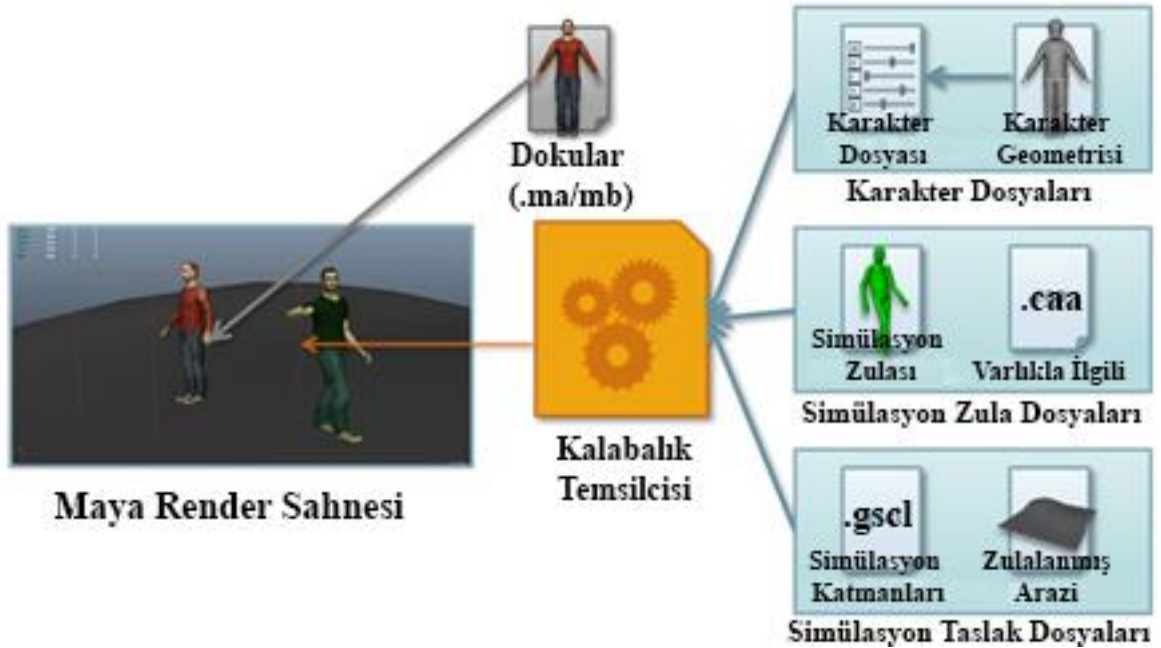 Dokular
(.ma/mb)
Karakter
Dosyası
Karakter
Geometrisi
Karakter Dosyaları
.caa
Simülasyon
Zulası
Varlıkla İlgili
Simülasyon Zula Dosyaları
Kalabalık
Temsilcisi
Maya Render Sahnesi
.gscl
Simülasyon
Katmanları
Zulalanmış
Arazi
Simülasyon Taslak Dosyaları